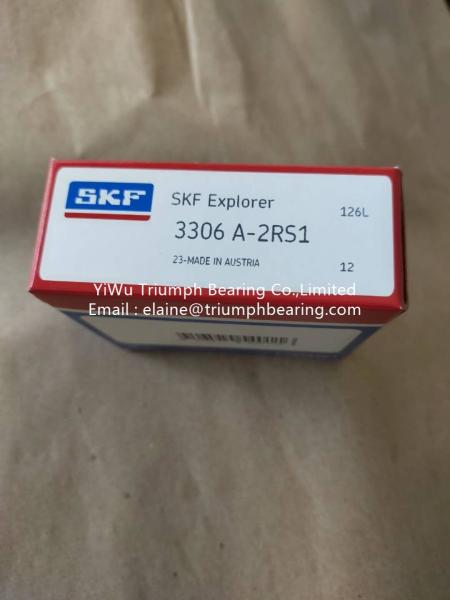 SKF
SKF Explorer
126L
3306 A-2RS1
23-MADE IN AUSTRIA
12
YiWu Triumph Bearing Co.,Limited
Email : elaine@triumphbearing.com